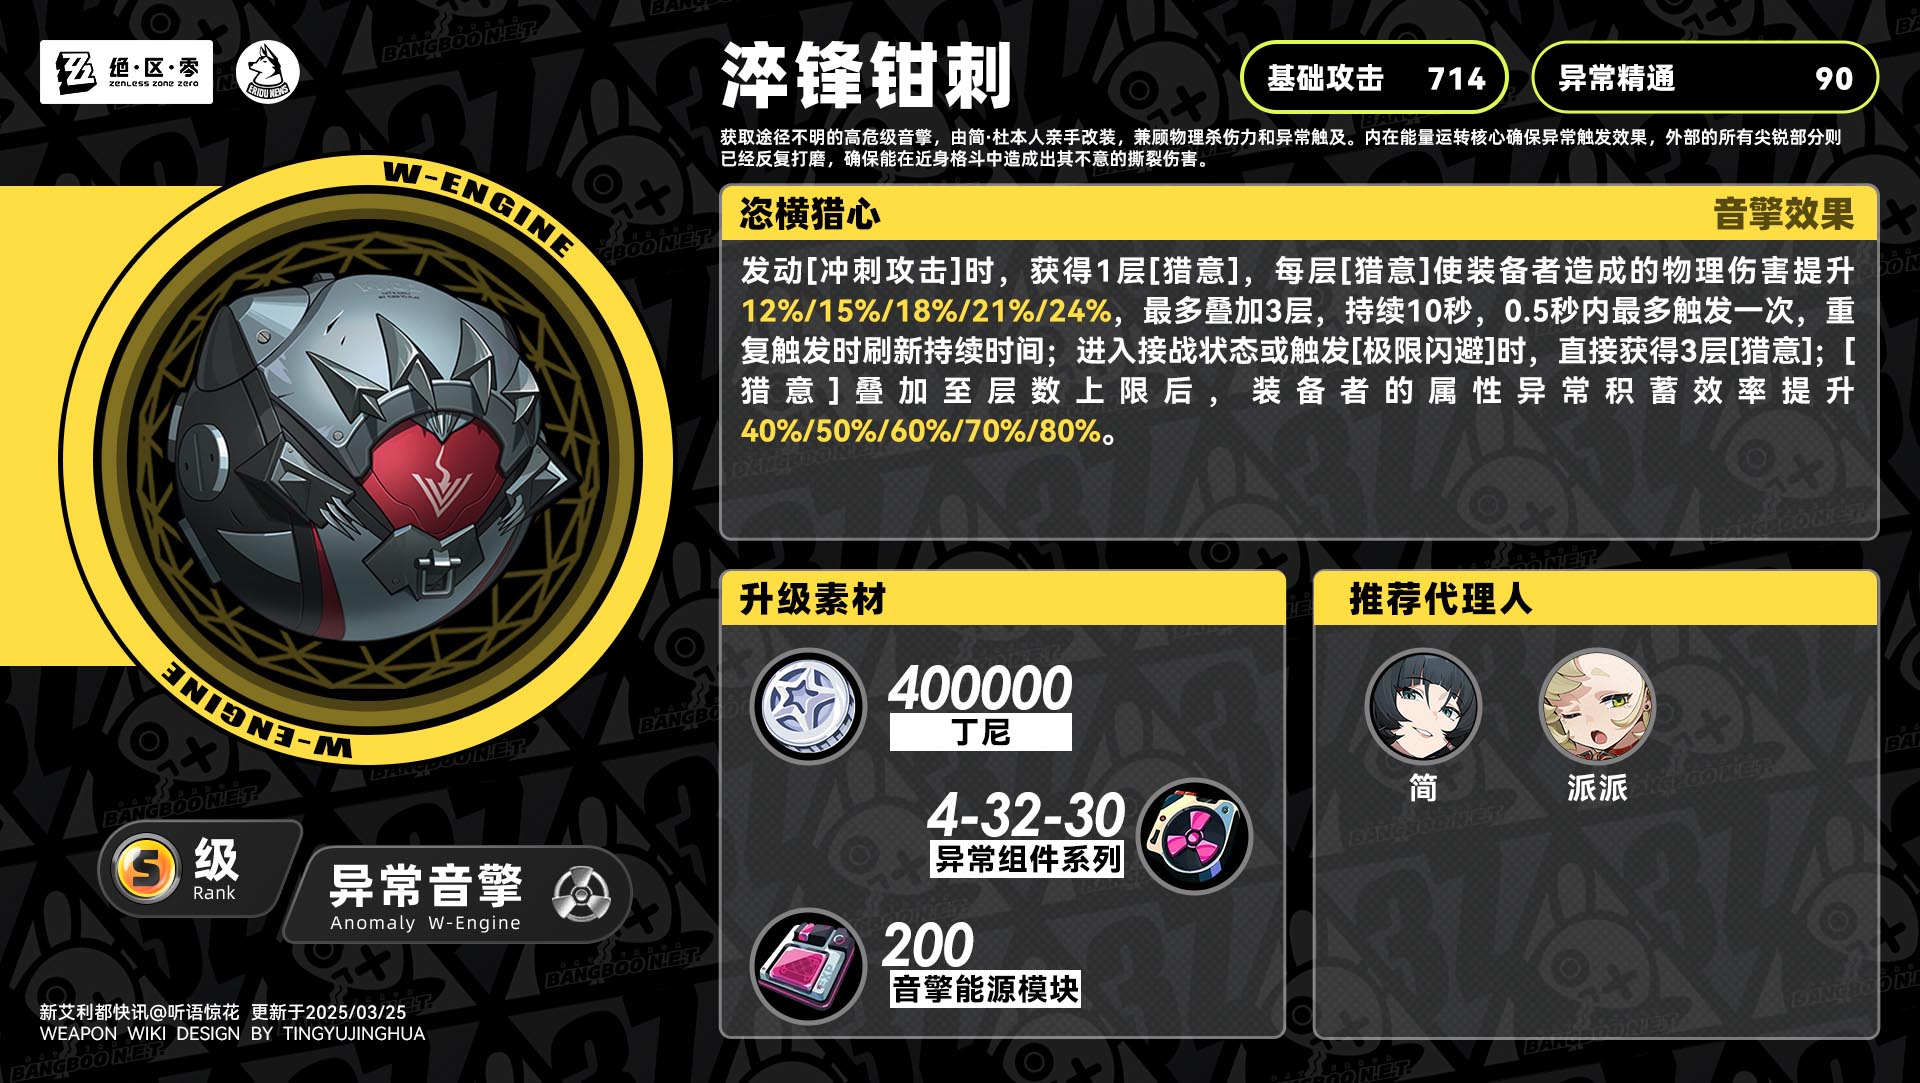 绝·区·零
ZENLESS ZONE ZERO
ERIDU NEWS
淬锋钳刺
基础攻击 714
异常精通 90
获取途径不明的高危级音擎，由简·杜本人亲手改装，兼顾物理杀伤力和异常触及。内在能量运转核心确保异常触发效果，外部的所有尖锐部分则
已经反复打磨，确保能在近身格斗中造成出其不意的撕裂伤害。
W-ENGINE
恣横猎心 音擎效果
发动[冲刺攻击]时，获得1层[猎意]，每层[猎意]使装备者造成的物理伤害提升
12%/15%/18%/21%/24%，最多叠加3层，持续10秒，0.5秒内最多触发一次，重
复触发时刷新持续时间；进入接战状态或触发[极限闪避]时，直接获得3层[猎意]；[
猎意]叠加至层数上限后，装备者的属性异常积蓄效率提升
40%/50%/60%/70%/80%。
W-ENGINE
升级素材
400000
丁尼
4-32-30
异常组件系列
200
音擎能源模块
推荐代理人
简
派派
S
级
Rank
异常音擎
Anomaly W-Engine
新艾利都快讯@听语惊花 更新于2025/03/25
WEAPON WIKI DESIGN BY TINGYUJINGHUA
BANGBOO N.E.T.